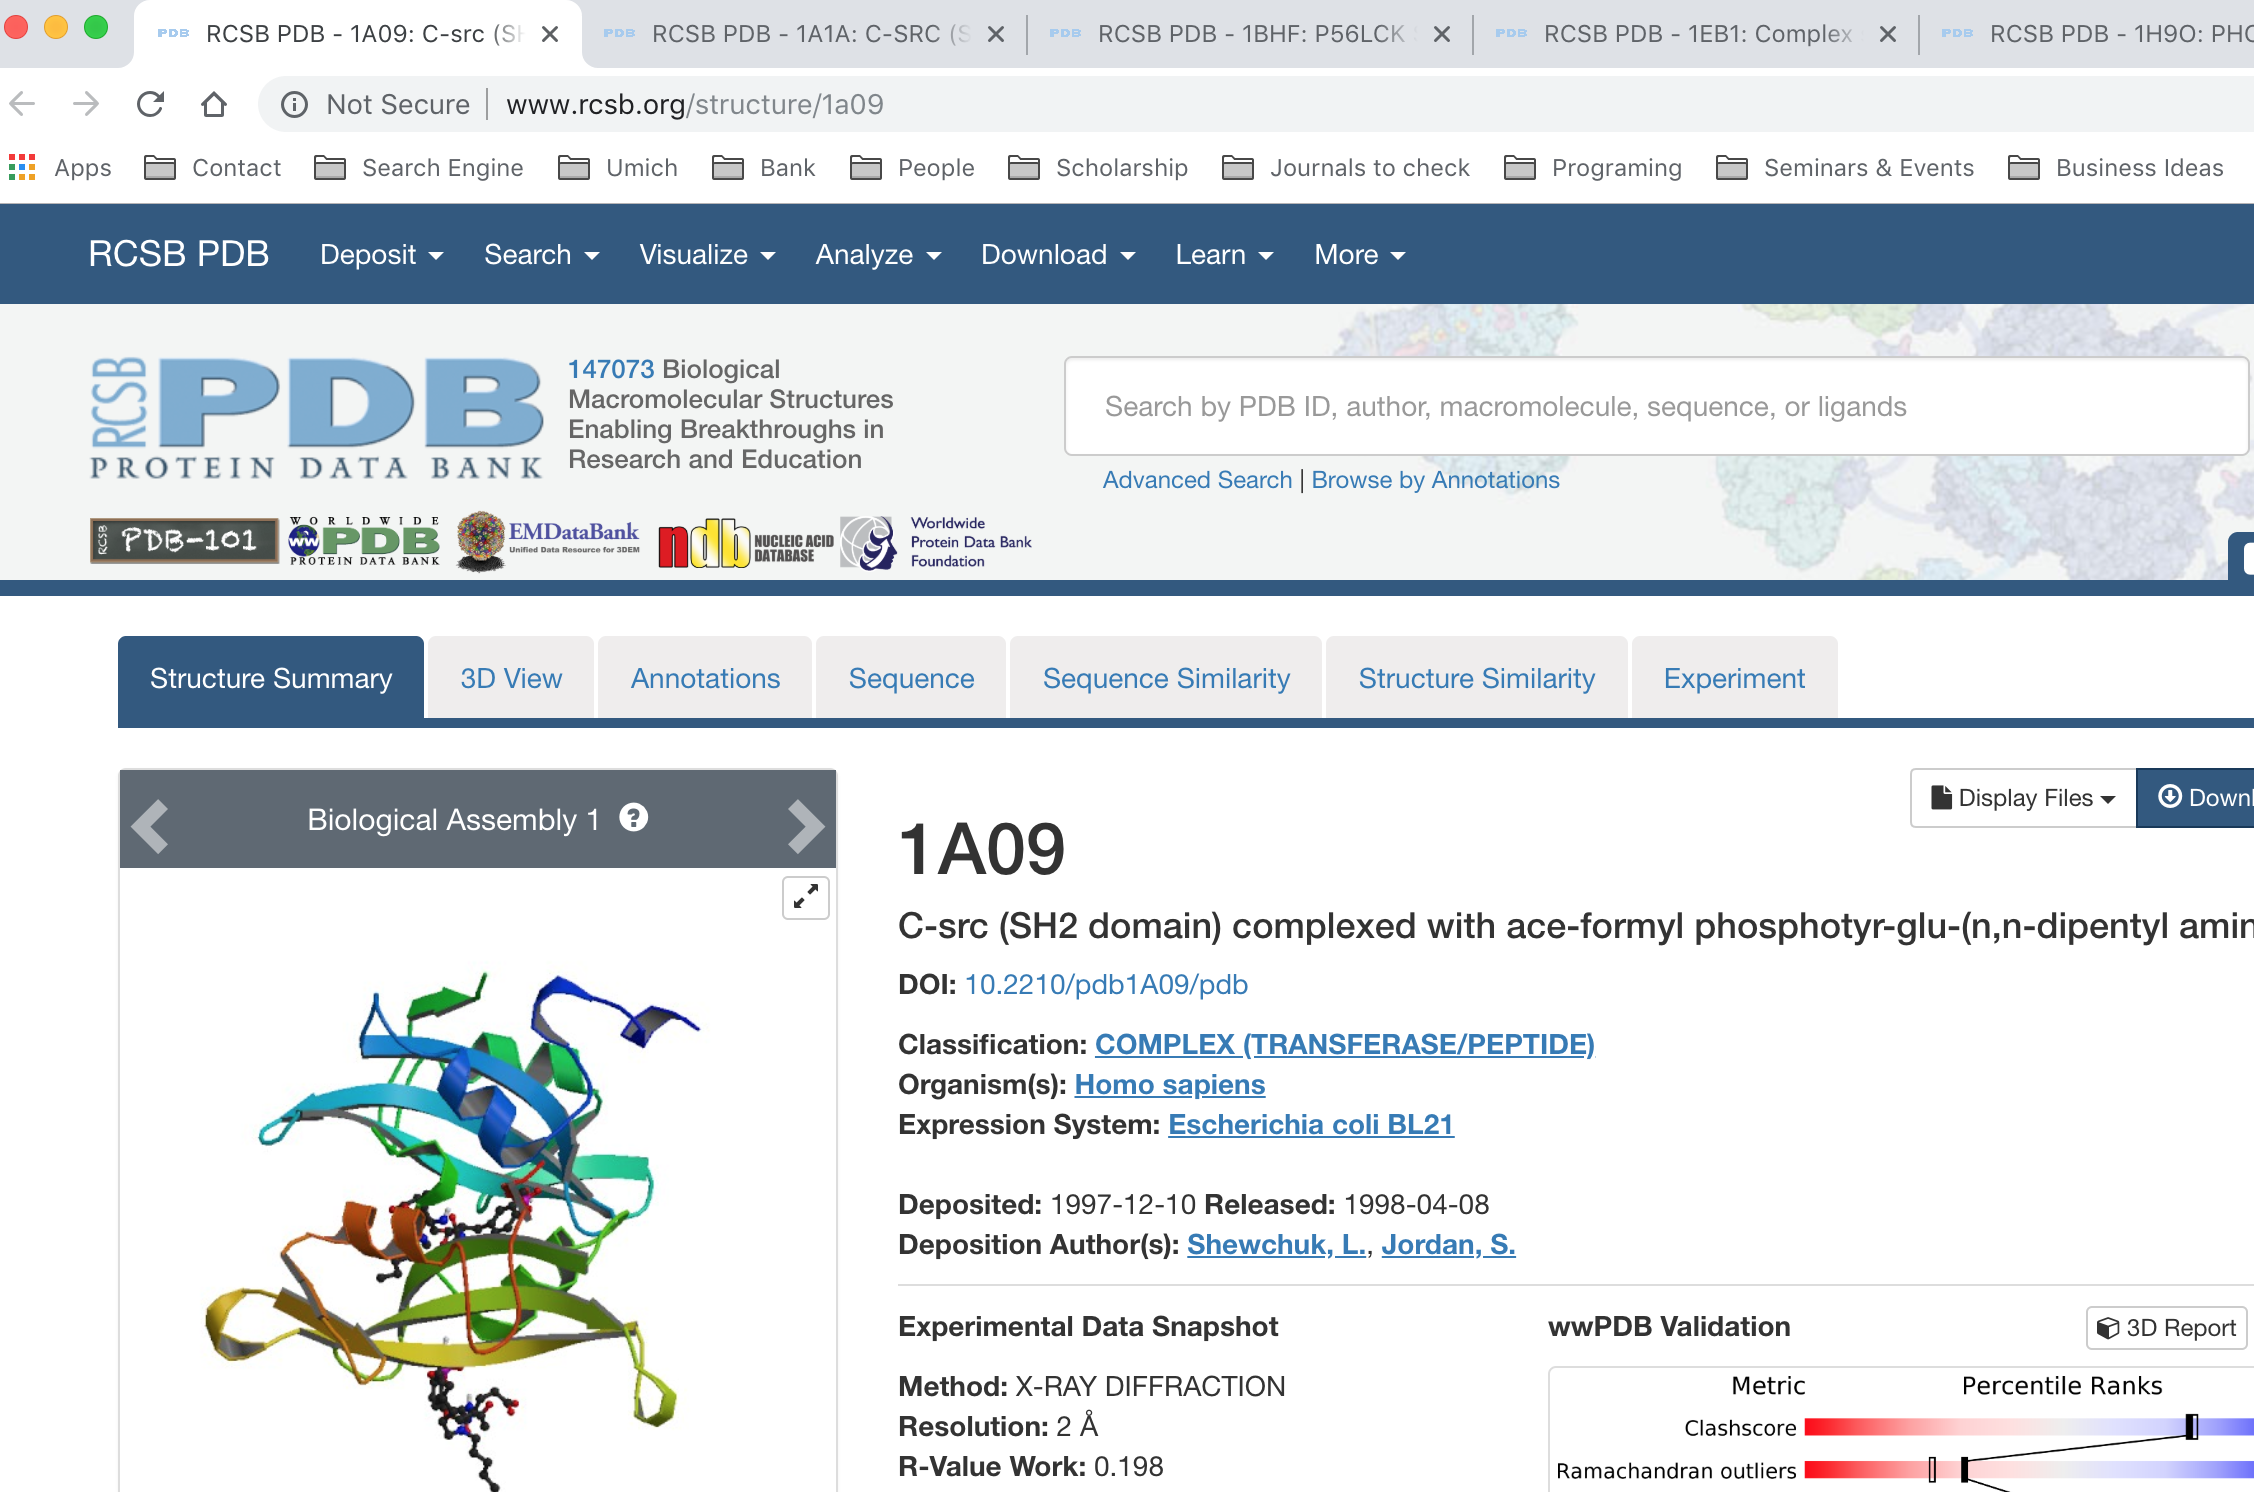 RCSB PDB - 1A09: C-src (SH
RCSB PDB - 1A1A: C-SRC (S
RCSB PDB - 1BHF: P56LCK
RCSB PDB - 1EB1: Complex
RCSB PDB - 1H9O: PHO
Not Secure | www.rcsb.org/structure/1a09
Apps Contact Search Engine Umich Bank People Scholarship Journals to check Programing Seminars & Events Business Ideas
RCSB PDB Deposit Search Visualize Analyze Download Learn More
RCSB PDB
PROTEIN DATA BANK
147073 Biological
Macromolecular Structures
Enabling Breakthroughs in
Research and Education
Search by PDB ID, author, macromolecule, sequence, or ligands
Advanced Search | Browse by Annotations
RCSB PDB-101
WORLDWIDE
ww PDB
PROTEIN DATA BANK
EMDataBank
Unified Data Resource for 3DEM
ndb NUCLEIC ACID
DATABASE
Worldwide
Protein Data Bank
Foundation
Structure Summary 3D View Annotations Sequence Sequence Similarity Structure Similarity Experiment
Biological Assembly 1 ?
Display Files Downl
1A09
C-src (SH2 domain) complexed with ace-formyl phosphotyr-glu-(n,n-dipentyl amin
DOI: 10.2210/pdb1A09/pdb
Classification: COMPLEX (TRANSFERASE/PEPTIDE)
Organism(s): Homo sapiens
Expression System: Escherichia coli BL21
Deposited: 1997-12-10 Released: 1998-04-08
Deposition Author(s): Shewchuk, L., Jordan, S.
Experimental Data Snapshot
Method: X-RAY DIFFRACTION
Resolution: 2 Å
R-Value Work: 0.198
wwPDB Validation
3D Report
Metric Percentile Ranks
Clashscore
Ramachandran outliers